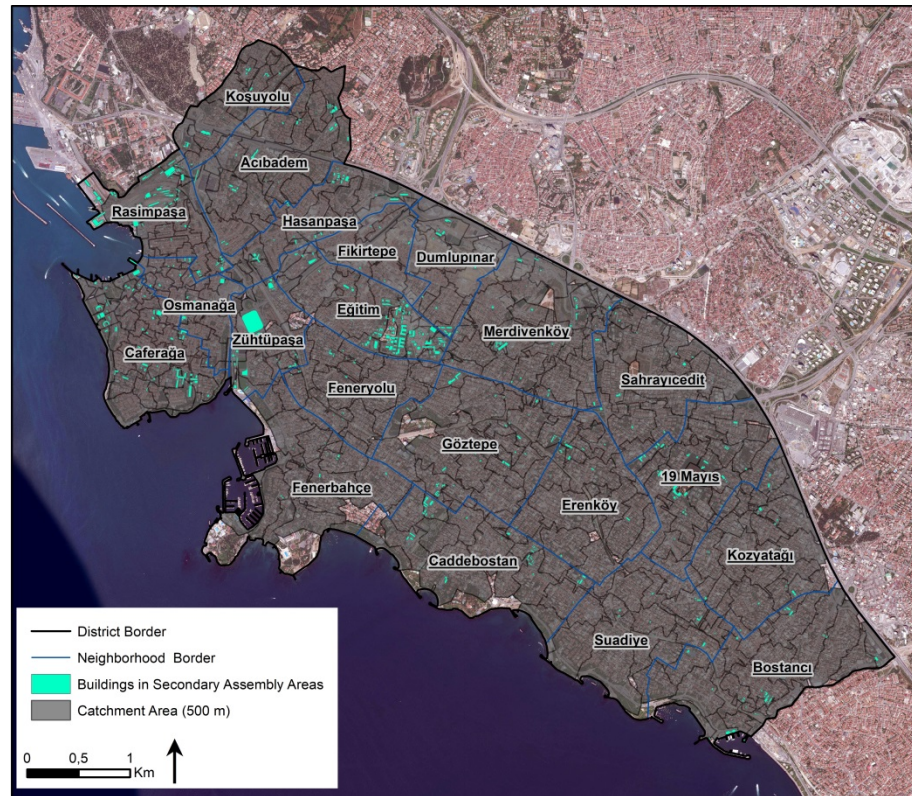 Koşuyolu
Acıbadem
Rasimpaşa
Hasanpaşa
Fikirtepe
Dumlupınar
Osmanağa
Eğitim
Zühtüpaşa
Merdivenköy
Caferağa
Feneryolu
Sahrayıcedit
Göztepe
19 Mayıs
Fenerbahçe
Erenköy
Caddebostan
Kozyatağı
Suadiye
Bostancı
District Border
Neighborhood Border
Buildings in Secondary Assembly Areas
Catchment Area (500 m)
0 0,5 1
Km